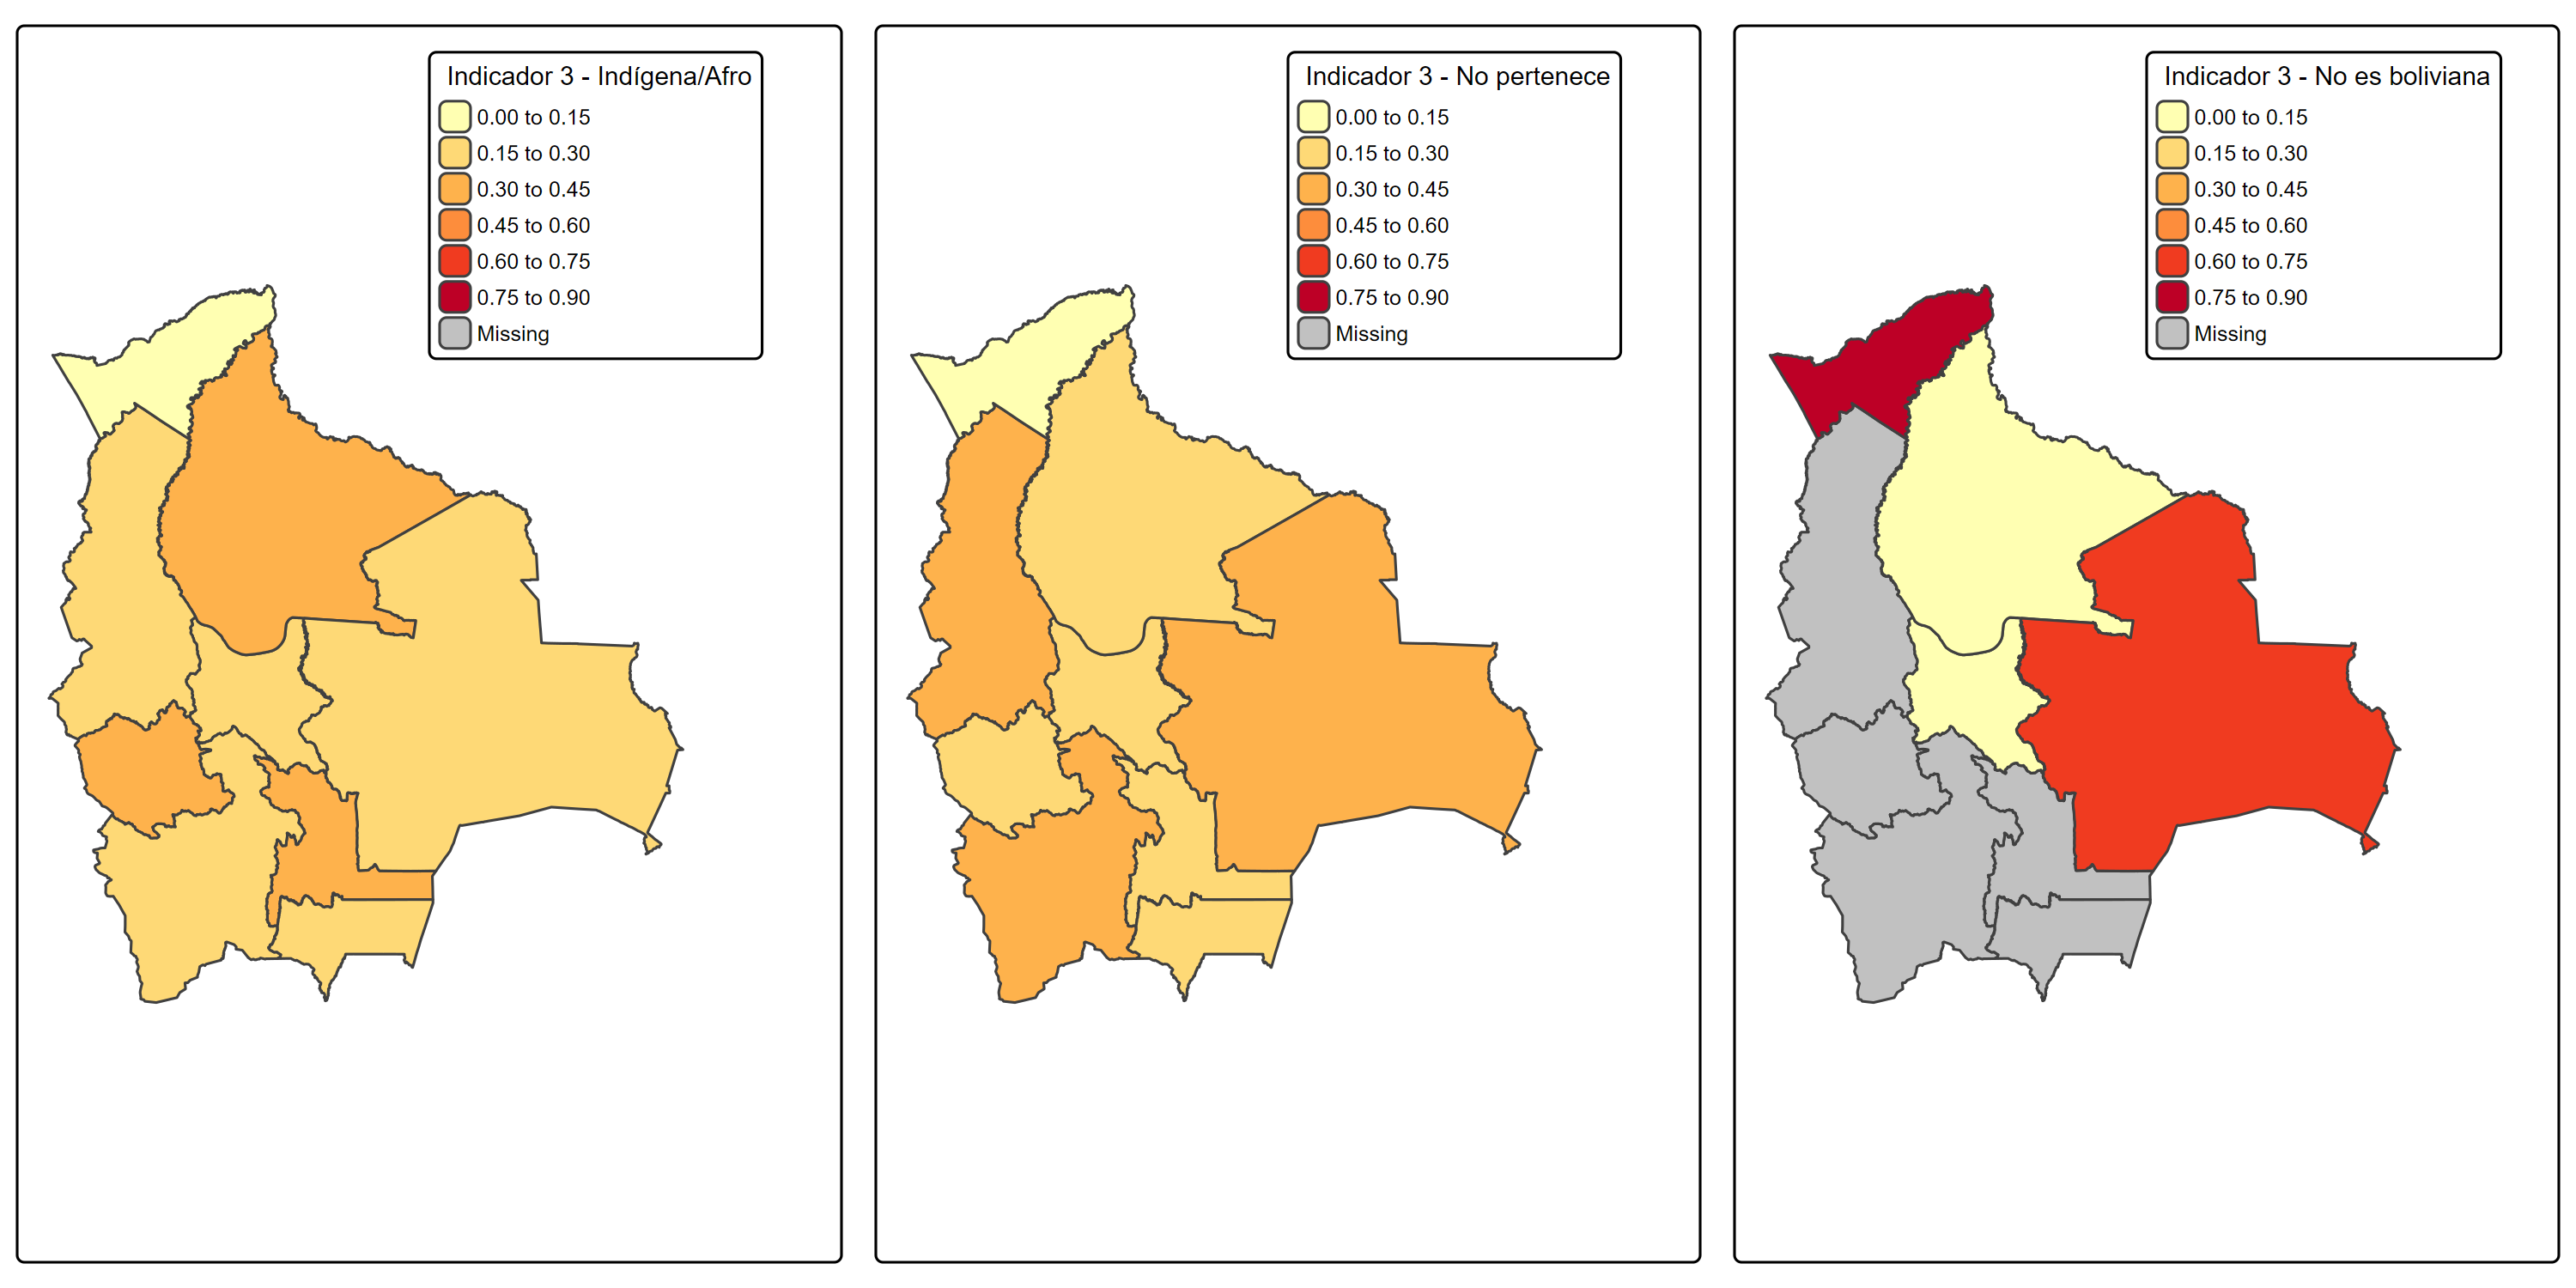 Indicador 3 - Indígena/Afro
0.00 to 0.15
0.15 to 0.30
0.30 to 0.45
0.45 to 0.60
0.60 to 0.75
0.75 to 0.90
Missing
Indicador 3 - No pertenece
0.00 to 0.15
0.15 to 0.30
0.30 to 0.45
0.45 to 0.60
0.60 to 0.75
0.75 to 0.90
Missing
Indicador 3 - No es boliviana
0.00 to 0.15
0.15 to 0.30
0.30 to 0.45
0.45 to 0.60
0.60 to 0.75
0.75 to 0.90
Missing